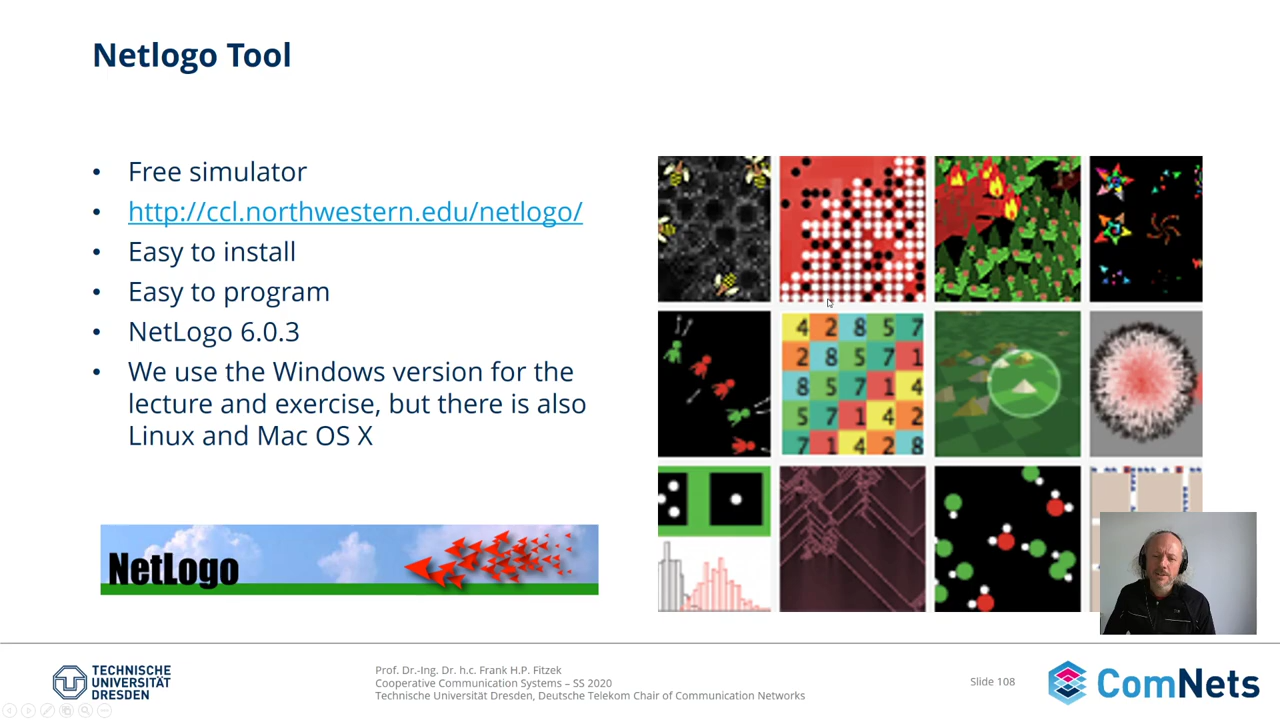 Netlogo Tool
• Free simulator
• http://ccl.northwestern.edu/netlogo/
• Easy to install
• Easy to program
• NetLogo 6.0.3
• We use the Windows version for the
lecture and exercise, but there is also
Linux and Mac OS X
4 2 8 5 7
2 8 5 7 1
8 5 7 1 4
5 7 1 4 2
7 1 4 2 8
NetLogo
TECHNISCHE
UNIVERSITÄT
DRESDEN
Prof. Dr.-Ing. Dr. h.c. Frank H.P. Fitzek
Cooperative Communication Systems – SS 2020
Technische Universität Dresden, Deutsche Telekom Chair of Communication Networks
Slide 108
ComNets